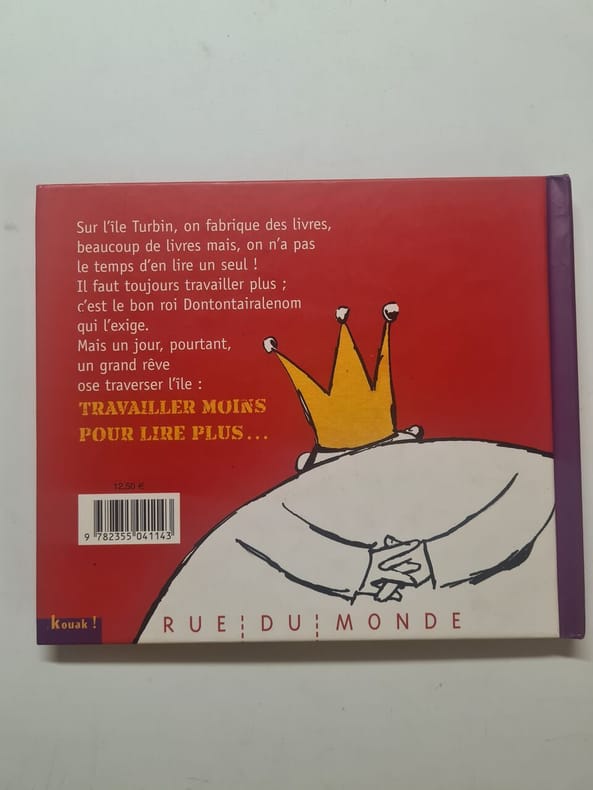 Sur l'île Turbin, on fabrique des livres,
beaucoup de livres mais, on n'a pas
le temps d'en lire un seul !
Il faut toujours travailler plus ;
c'est le bon roi Dontontairalenom
qui l'exige.
Mais un jour, pourtant,
un grand rêve
ose traverser l'île :
TRAVAILLER MOINS
POUR LIRE PLUS...
12,50 €
9 782355 041143
kouak !
RUE DU MONDE